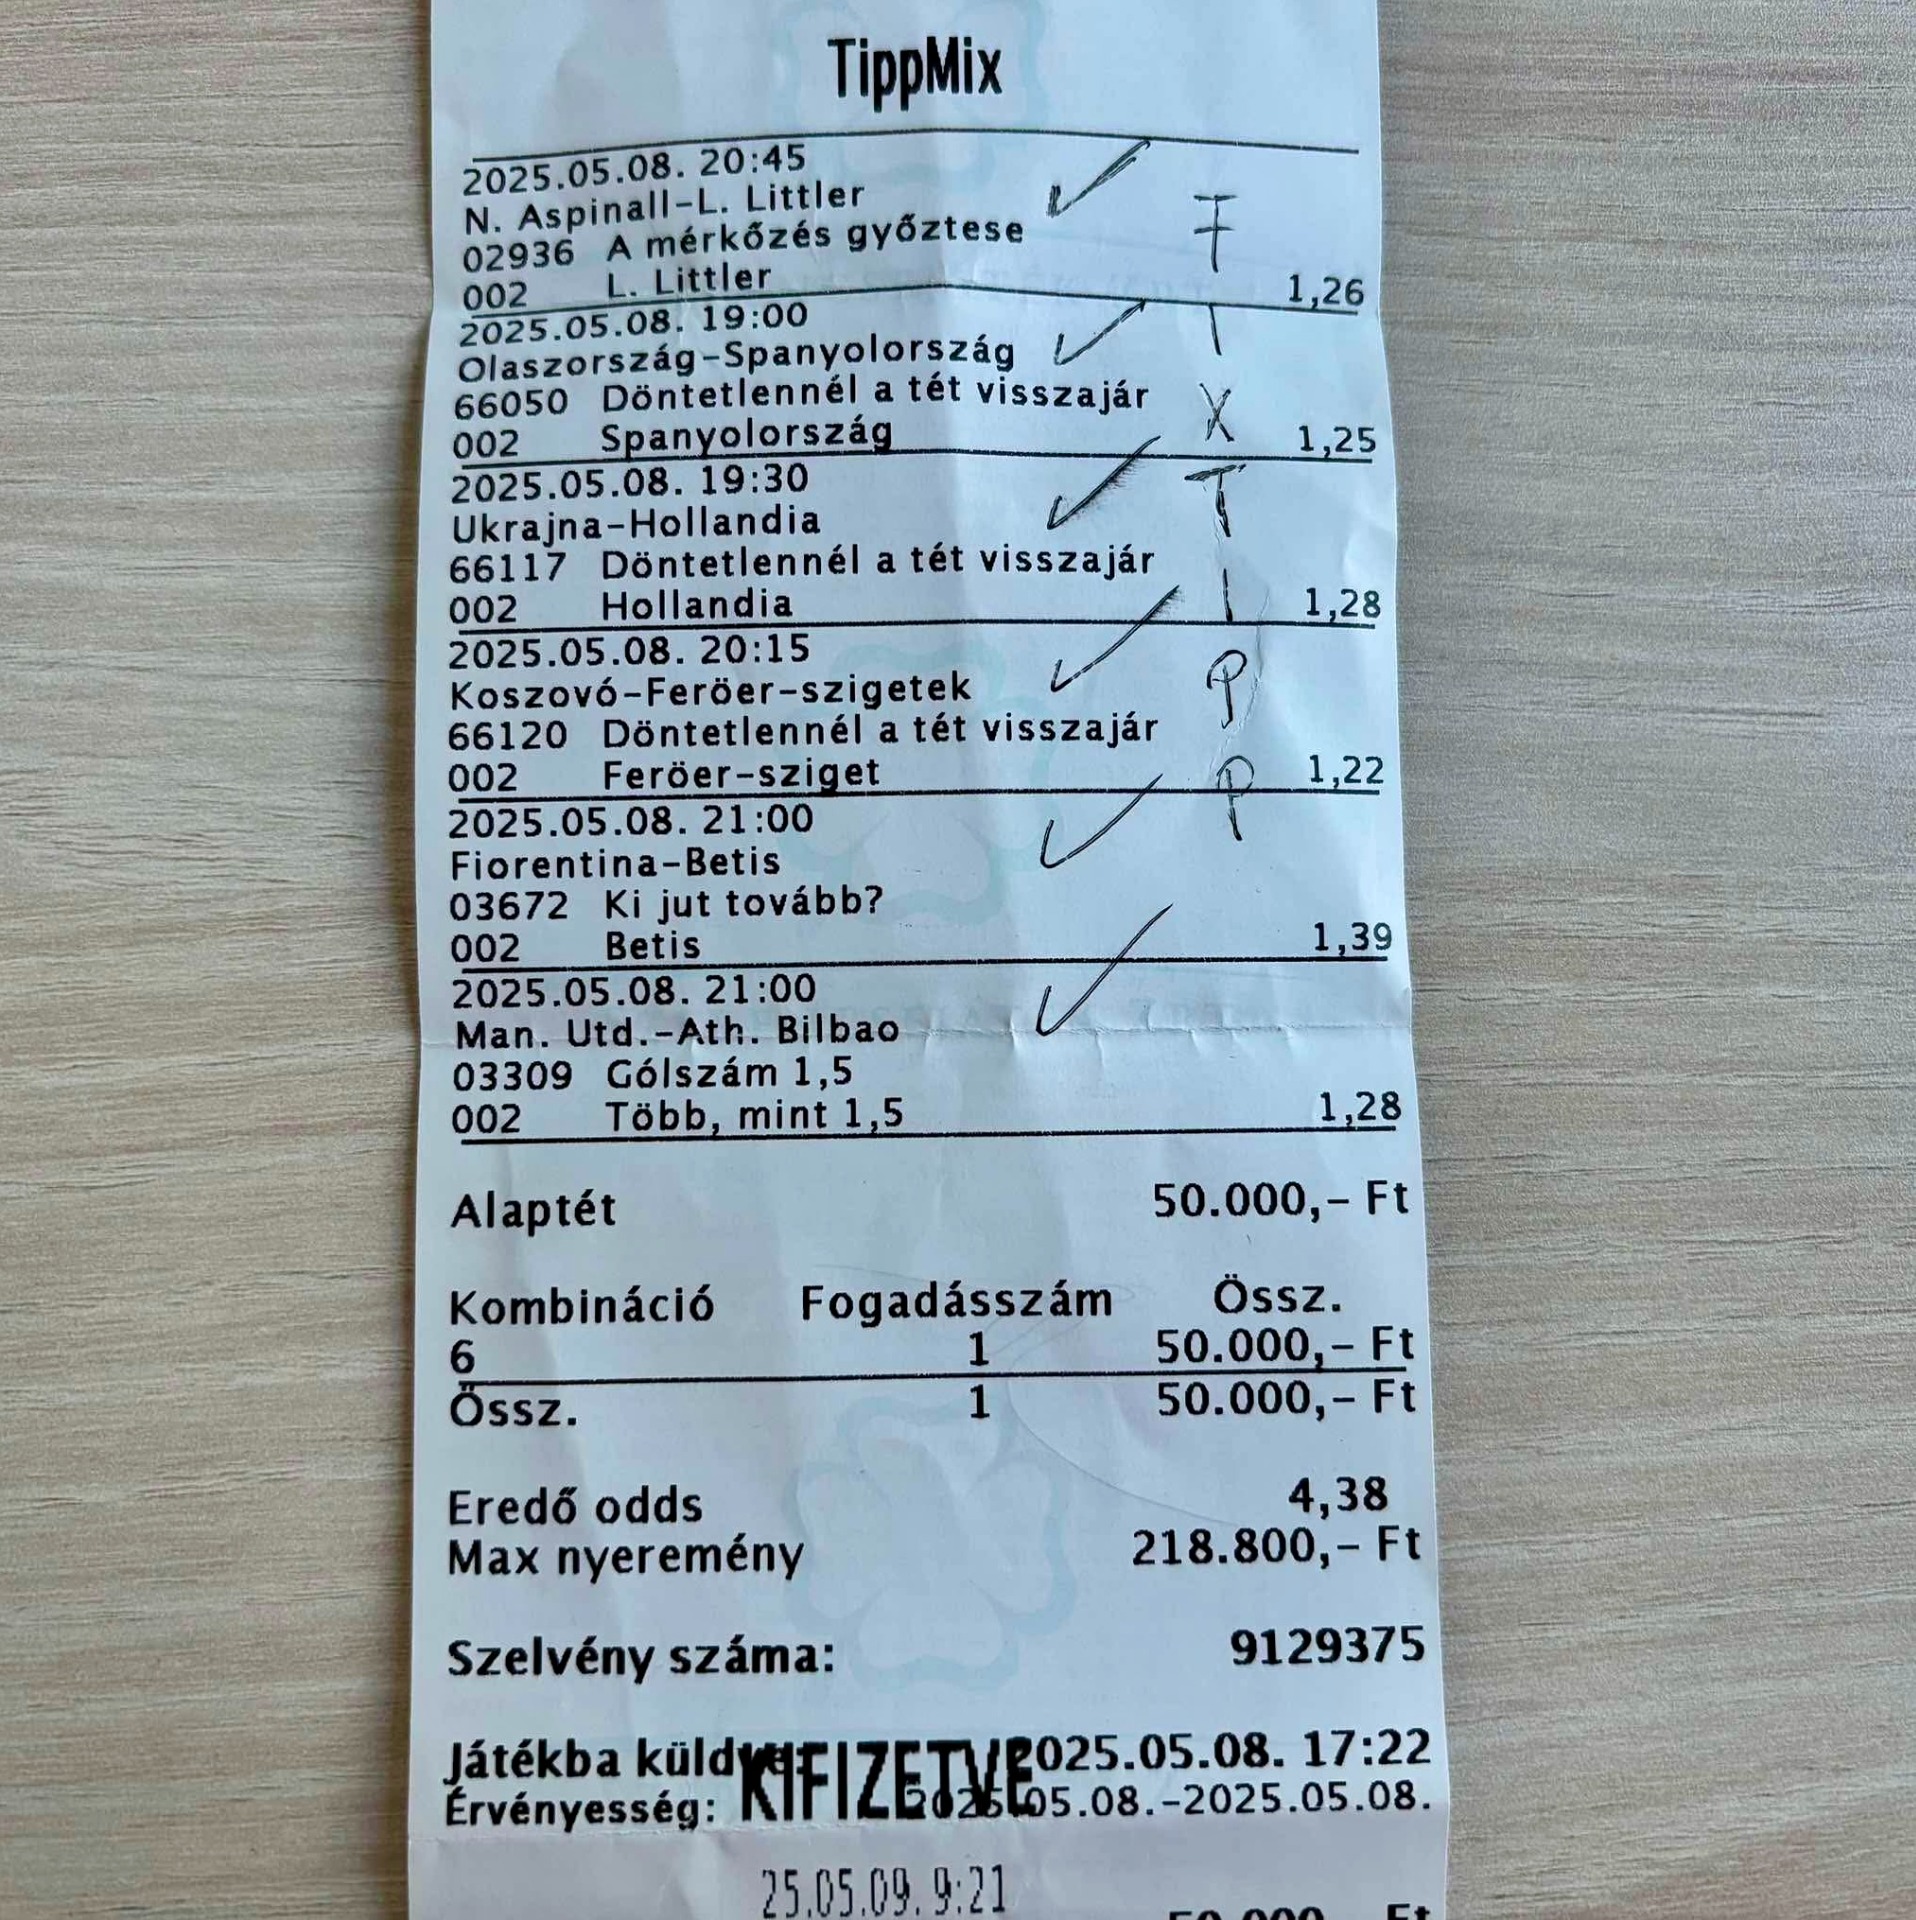 TippMix
2025.05.08. 20:45
N. Aspinall-L. Littler
02936 A mérkőzés győztese
002 L. Littler 1,26
2025.05.08. 19:00
Olaszország-Spanyolország
66050 Döntetlennél a tét visszajár
002 Spanyolország 1,25
2025.05.08. 19:30
Ukrajna-Hollandia
66117 Döntetlennél a tét visszajár
002 Hollandia 1,28
2025.05.08. 20:15
Koszovó-Feröer-szigetek
66120 Döntetlennél a tét visszajár
002 Feröer-sziget 1,22
2025.05.08. 21:00
Fiorentina-Betis
03672 Ki jut tovább?
002 Betis 1,39
2025.05.08. 21:00
Man. Utd.-Ath. Bilbao
03309 Gólszám 1,5
002 Több, mint 1,5 1,28
FIXTIPP
Alaptét 50.000,- Ft
Kombináció Fogadásszám Össz.
6 1 50.000,- Ft
Össz. 1 50.000,- Ft
Eredő odds 4,38
Max nyeremény 218.800,- Ft
Szelvény száma: 9129375
Játékba küldve: 2025.05.08. 17:22
KIFIZETVE
Érvényesség: 2025.05.08.-2025.05.08.
25.05.09. 9:21